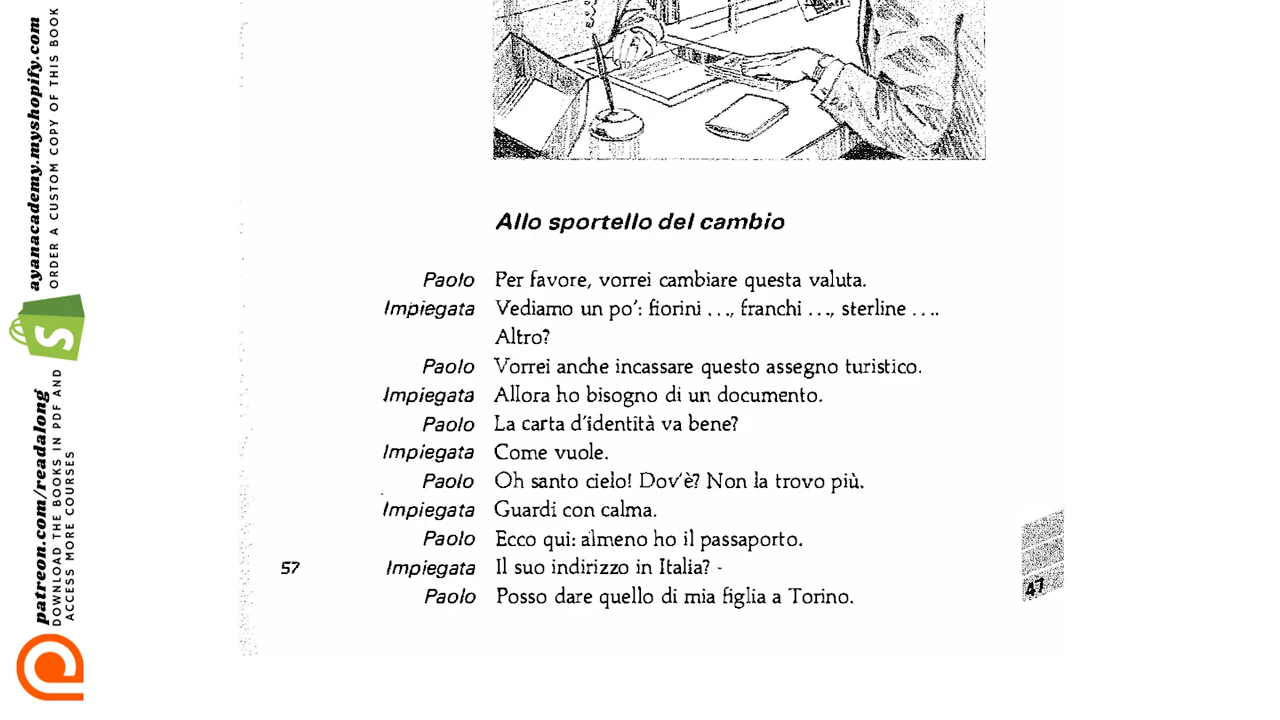 ayanacademy.myshopify.com
ORDER A CUSTOM COPY OF THIS BOOK
patreon.com/readalong
DOWNLOAD THE BOOKS IN PDF AND
ACCESS MORE COURSES
Allo sportello del cambio
Paolo Per favore, vorrei cambiare questa valuta.
Impiegata Vediamo un po': fiorini . . ., franchi . . ., sterline . . . .
Altro?
Paolo Vorrei anche incassare questo assegno turistico.
Impiegata Allora ho bisogno di un documento.
Paolo La carta d'identità va bene?
Impiegata Come vuole.
Paolo Oh santo cielo! Dov'è? Non la trovo più.
Impiegata Guardi con calma.
Paolo Ecco qui: almeno ho il passaporto.
57 Impiegata Il suo indirizzo in Italia? -
Paolo Posso dare quello di mia figlia a Torino.
47